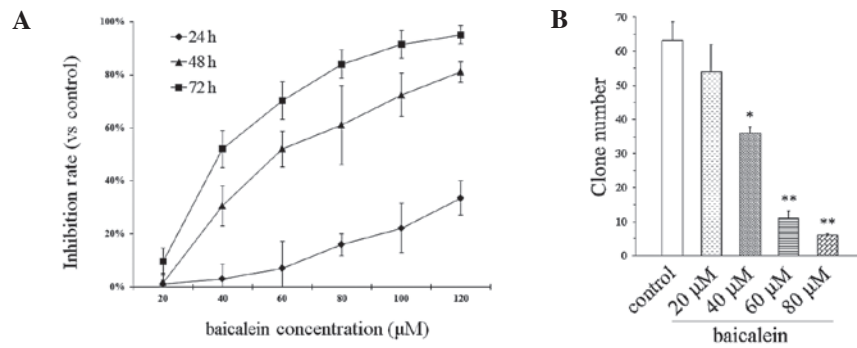 A
Inhibition rate (vs control)
100%
80%
60%
40%
20%
0%
24 h
48 h
72 h
20 40 60 80 100 120
baicalein concentration (μM)
B
Clone number
70
60
50
40
30
20
10
0
*
**
**
control
20 μM
40 μM
60 μM
80 μM
baicalein